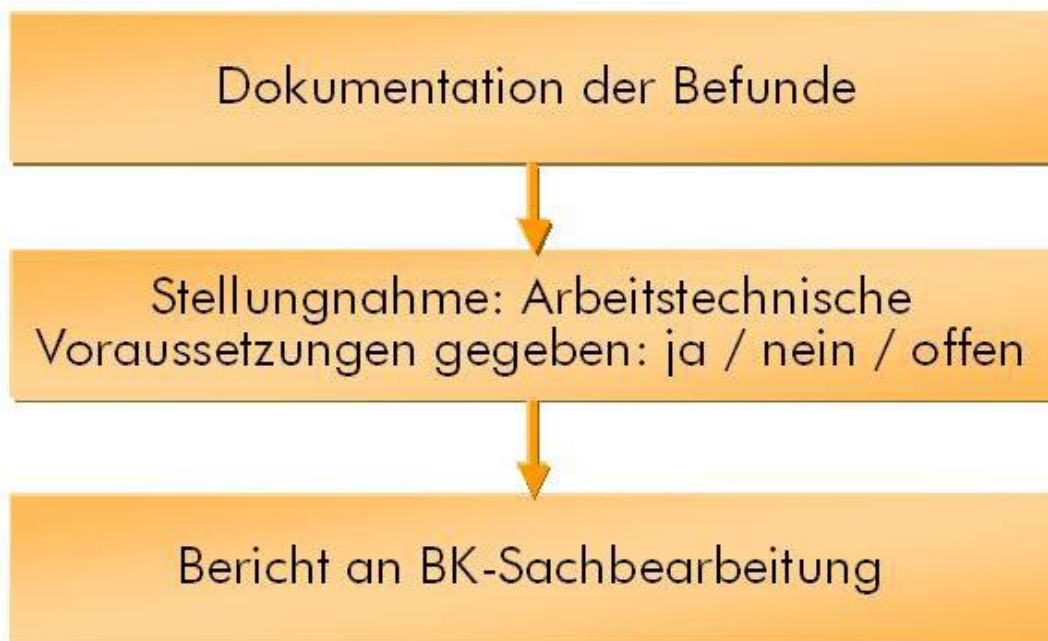 Dokumentation der Befunde
Stellungnahme: Arbeitstechnische
Voraussetzungen gegeben: ja / nein / offen
Bericht an BK-Sachbearbeitung